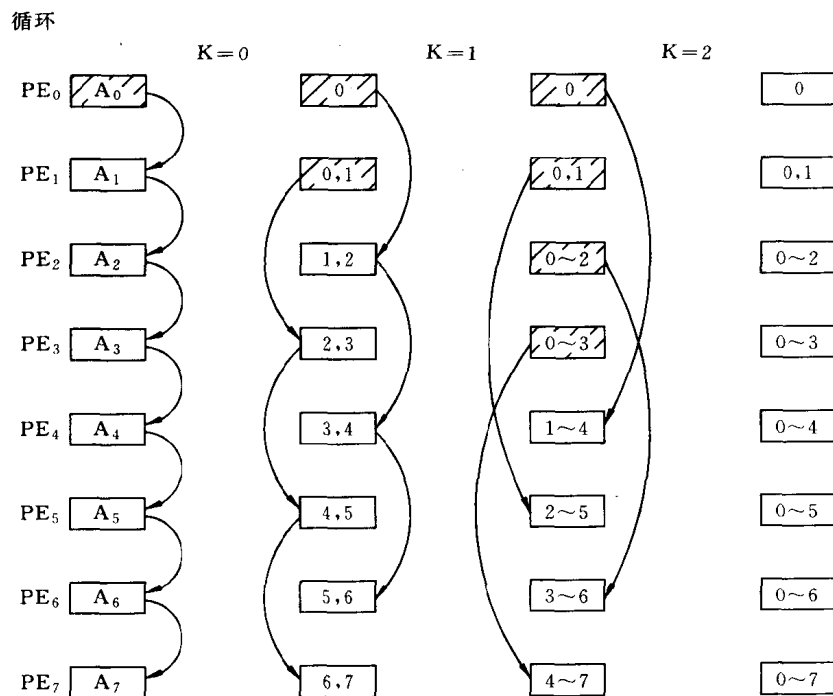 循环
K=0 K=1 K=2
PE₀ A₀ 0 0 0
PE₁ A₁ 0,1 0,1 0,1
PE₂ A₂ 1,2 0~2 0~2
PE₃ A₃ 2,3 0~3 0~3
PE₄ A₄ 3,4 1~4 0~4
PE₅ A₅ 4,5 2~5 0~5
PE₆ A₆ 5,6 3~6 0~6
PE₇ A₇ 6,7 4~7 0~7